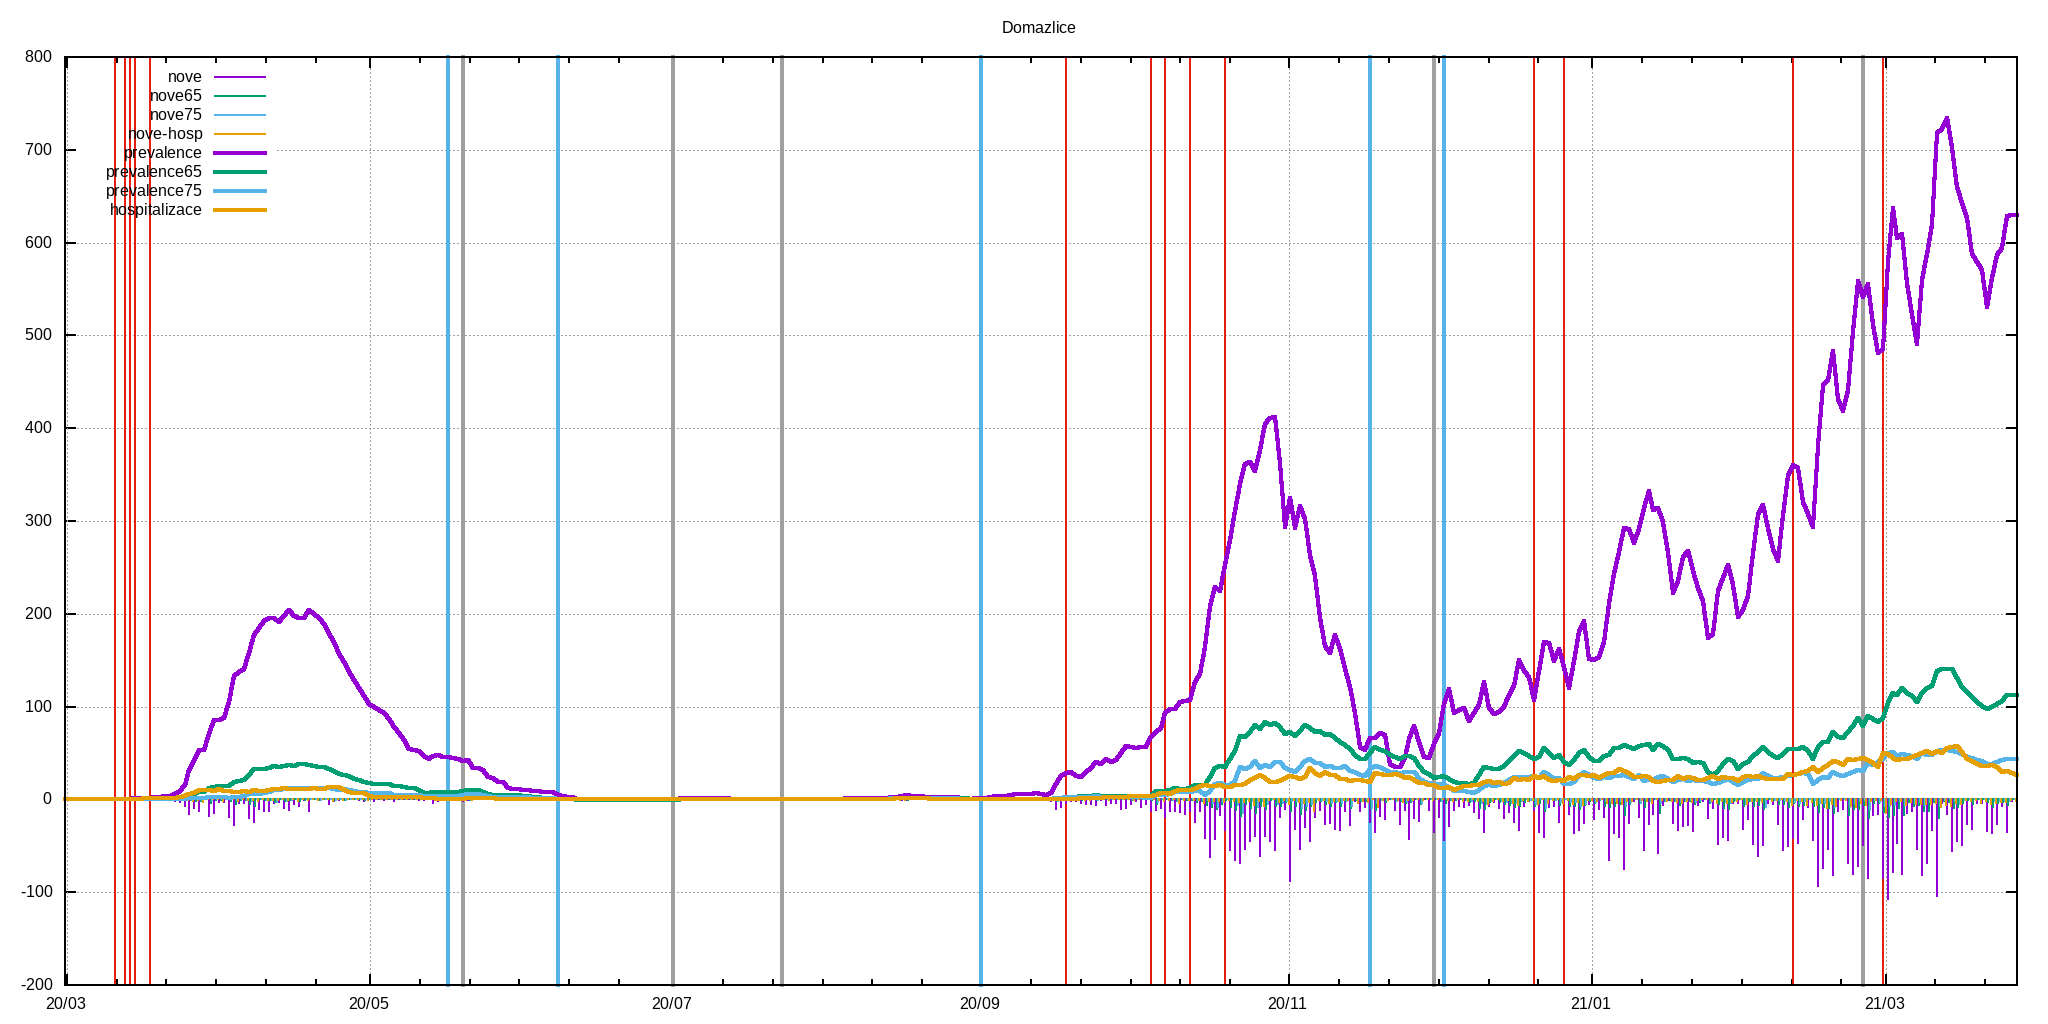 Domazlice
800
700
600
500
400
300
200
100
0
-100
-200
nove
nove65
nove75
nove-hosp
prevalence
prevalence65
prevalence75
hospitalizace
20/03 20/05 20/07 20/09 20/11 21/01 21/03